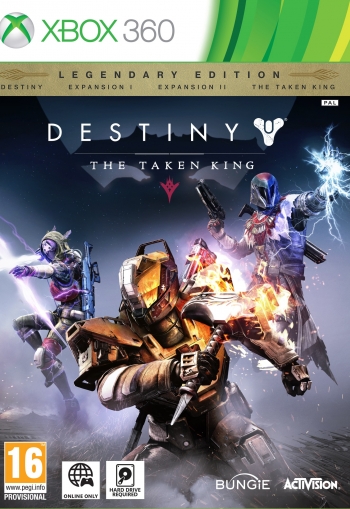 XBOX 360
LEGENDARY EDITION
DESTINY EXPANSION I EXPANSION II THE TAKEN KING
PAL
DESTINY
THE TAKEN KING
16
www.pegi.info
PROVISIONAL
ONLINE ONLY
HARD DRIVE
REQUIRED
BUNGIE
ACTIVISION